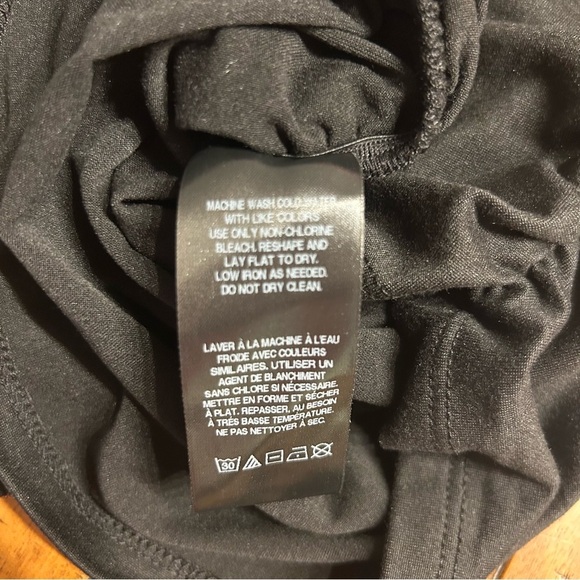 MACHINE WASH COLD WATER
WITH LIKE COLORS
USE ONLY NON-CHLORINE
BLEACH. RESHAPE AND
LAY FLAT TO DRY.
LOW IRON AS NEEDED.
DO NOT DRY CLEAN.
LAVER À LA MACHINE À L'EAU
FROIDE AVEC COULEURS
SIMILAIRES, UTILISER UN
AGENT DE BLANCHIMENT
SANS CHLORE SI NÉCESSAIRE.
METTRE EN FORME ET SÉCHER
À PLAT. REPASSER, AU BESOIN
À TRÈS BASSE TEMPÉRATURE.
NE PAS NETTOYER À SEC.
30